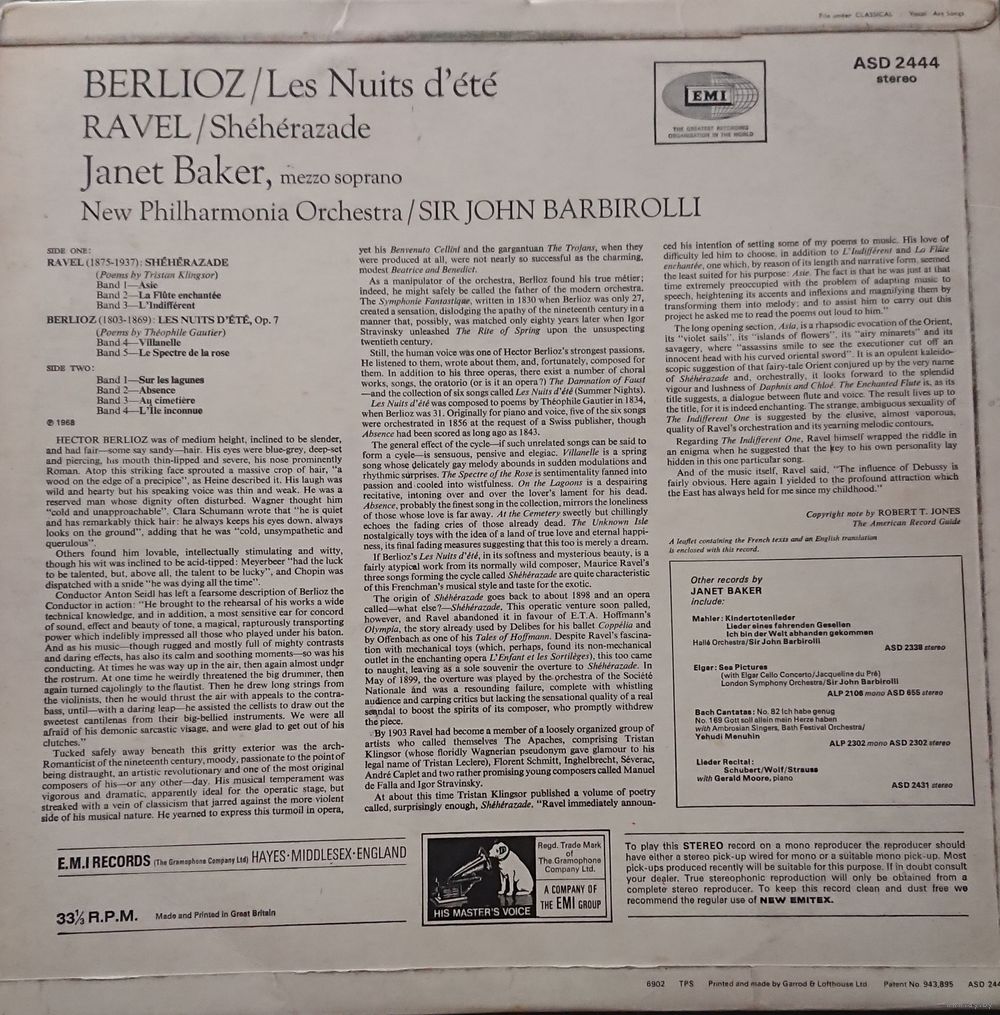 File under CLASSICAL : Vocal Art Songs
BERLIOZ/Les Nuits d'été
RAVEL/Shéhérazade
Janet Baker, mezzo soprano
New Philharmonia Orchestra/SIR JOHN BARBIROLLI
EMI
THE GREATEST RECORDING
ORGANISATION IN THE WORLD
ASD 2444
stereo
SIDE ONE:
RAVEL (1875-1937): SHÉHÉRAZADE
(Poems by Tristan Klingsor)
Band 1—Asie
Band 2—La Flûte enchantée
Band 3—L'Indifférent
BERLIOZ (1803-1869): LES NUITS D'ÉTÉ, Op. 7
(Poems by Théophile Gautier)
Band 4—Villanelle
Band 5—Le Spectre de la rose
SIDE TWO:
Band 1—Sur les lagunes
Band 2—Absence
Band 3—Au cimetière
Band 4—L'Île inconnue
℗ 1968
HECTOR BERLIOZ was of medium height, inclined to be slender,
and had fair—some say sandy—hair. His eyes were blue-grey, deep-set
and piercing, his mouth thin-lipped and severe, his nose prominently
Roman. Atop this striking face sprouted a massive crop of hair, "a
wood on the edge of a precipice", as Heine described it. His laugh was
wild and hearty but his speaking voice was thin and weak. He was a
reserved man whose dignity often disturbed. Wagner thought him
"cold and unapproachable". Clara Schumann wrote that "he is quiet
and has remarkably thick hair: he always keeps his eyes down, always
looks on the ground", adding that he was "cold, unsympathetic and
querulous".
Others found him lovable, intellectually stimulating and witty,
though his wit was inclined to be acid-tipped: Meyerbeer "had the luck
to be talented, but, above all, the talent to be lucky", and Chopin was
dispatched with a snide "he was dying all the time".
Conductor Anton Seidl has left a fearsome description of Berlioz the
Conductor in action: "He brought to the rehearsal of his works a wide
technical knowledge, and in addition, a most sensitive ear for concord
of sound, effect and beauty of tone, a magical, rapturously transporting
power which indelibly impressed all those who played under his baton.
And as his music—though rugged and mostly full of mighty contrasts
and daring effects, has also its calm and soothing moments—so was his
conducting. At times he was way up in the air, then again almost under
the rostrum. At one time he weirdly threatened the big drummer, then
again turned cajolingly to the flautist. Then he drew long strings from
the violinists, then he would thrust the air with appeals to the contra-
bass, until—with a daring leap—he assisted the cellists to draw out the
sweetest cantilenas from their big-bellied instruments. We were all
afraid of his demonic sarcastic visage, and were glad to get out of his
clutches."
Tucked safely away beneath this gritty exterior was the arch-
Romanticist of the nineteenth century, moody, passionate to the point of
being distraught, an artistic revolutionary and one of the most original
composers of his—or any other—day. His musical temperament was
vigorous and dramatic, apparently ideal for the operatic stage, but
streaked with a vein of classicism that jarred against the more violent
side of his musical nature. He yearned to express this turmoil in opera,
yet his Benvenuto Cellini and the gargantuan The Trojans, when they
were produced at all, were not nearly so successful as the charming,
modest Beatrice and Benedict.
As a manipulator of the orchestra, Berlioz found his true métier;
indeed, he might safely be called the father of the modern orchestra.
The Symphonie Fantastique, written in 1830 when Berlioz was only 27,
created a sensation, dislodging the apathy of the nineteenth century in a
manner that, possibly, was matched only eighty years later when Igor
Stravinsky unleashed The Rite of Spring upon the unsuspecting
twentieth century.
Still, the human voice was one of Hector Berlioz's strongest passions.
He listened to them, wrote about them, and, fortunately, composed for
them. In addition to his three operas, there exist a number of choral
works, songs, the oratorio (or is it an opera?) The Damnation of Faust
—and the collection of six songs called Les Nuits d'été (Summer Nights).
Les Nuits d'été was composed to poems by Théophile Gautier in 1834,
when Berlioz was 31. Originally for piano and voice, five of the six songs
were orchestrated in 1856 at the request of a Swiss publisher, though
Absence had been scored as long ago as 1843.
The general effect of the cycle—if such unrelated songs can be said to
form a cycle—is sensuous, pensive and elegiac. Villanelle is a spring
song whose delicately gay melody abounds in sudden modulations and
rhythmic surprises. The Spectre of the Rose is sentimentality fanned into
passion and cooled into wistfulness. On the Lagoons is a despairing
recitative, intoning over and over the lover's lament for his dead.
Absence, probably the finest song in the collection, mirrors the loneliness
of those whose love is far away. At the Cemetery sweetly but chillingly
echoes the fading cries of those already dead. The Unknown Isle
nostalgically toys with the idea of a land of true love and eternal happi-
ness, its final fading measures suggesting that this too is merely a dream.
If Berlioz's Les Nuits d'été, in its softness and mysterious beauty, is a
fairly atypical work from its normally wild composer, Maurice Ravel's
three songs forming the cycle called Shéhérazade are quite characteristic
of this Frenchman's musical style and taste for the exotic.
The origin of Shéhérazade goes back to about 1898 and an opera
called—what else?—Shéhérazade. This operatic venture soon palled,
however, and Ravel abandoned it in favour of E.T.A. Hoffmann's
Olympia, the story already used by Delibes for his ballet Coppélia and
by Offenbach as one of his Tales of Hoffmann. Despite Ravel's fascina-
tion with mechanical toys (which, perhaps, found its non-mechanical
outlet in the enchanting opera L'Enfant et les Sortilèges), this too came
to naught, leaving as a sole souvenir the overture to Shéhérazade. In
May of 1899, the overture was played by the orchestra of the Société
Nationale and was a resounding failure, complete with whistling
audience and carping critics but lacking the sensational quality of a real
scandal to boost the spirits of its composer, who promptly withdrew
the piece.
By 1903 Ravel had become a member of a loosely organized group of
artists who called themselves The Apaches, comprising Tristan
Klingsor (whose floridly Wagnerian pseudonym gave glamour to his
legal name of Tristan Leclere), Florent Schmitt, Inghelbrecht, Séverac,
André Caplet and two rather promising young composers called Manuel
de Falla and Igor Stravinsky.
At about this time Tristan Klingsor published a volume of poetry
called, surprisingly enough, Shéhérazade. "Ravel immediately announ-
ced his intention of setting some of my poems to music. His love of
difficulty led him to choose, in addition to L'Indifférent and La Flûte
enchantée, one which, by reason of its length and narrative form, seemed
the least suited for his purpose: Asie. The fact is that he was just at that
time extremely preoccupied with the problem of adapting music to
speech, heightening its accents and inflexions and magnifying them by
transforming them into melody; and to assist him to carry out this
project he asked me to read the poems out loud to him."
The long opening section, Asia, is a rhapsodic evocation of the Orient,
its "violet sails", its "islands of flowers", its "airy minarets" and its
savagery, where "assassins smile to see the executioner cut off an
innocent head with his curved oriental sword". It is an opulent kaleido-
scopic suggestion of that fairy-tale Orient conjured up by the very name
of Shéhérazade and, orchestrally, it looks forward to the splendid
vigour and lushness of Daphnis and Chloé. The Enchanted Flute is, as its
title suggests, a dialogue between flute and voice. The result lives up to
the title, for it is indeed enchanting. The strange, ambiguous sexuality of
The Indifferent One is suggested by the elusive, almost vaporous,
quality of Ravel's orchestration and its yearning melodic contours.
Regarding The Indifferent One, Ravel himself wrapped the riddle in
an enigma when he suggested that the key to his own personality lay
hidden in this one particular song.
And of the music itself, Ravel said, "The influence of Debussy is
fairly obvious. Here again I yielded to the profound attraction which
the East has always held for me since my childhood."
Copyright note by ROBERT T. JONES
The American Record Guide
A leaflet containing the French texts and an English translation
is enclosed with this record.
Other records by
JANET BAKER
include:
Mahler: Kindertotenlieder
Lieder eines fahrenden Gesellen
Ich bin der Welt abhanden gekommen
Hallé Orchestra/Sir John Barbirolli
ASD 2338 stereo
Elgar: Sea Pictures
(with Elgar Cello Concerto/Jacqueline du Pré)
London Symphony Orchestra/Sir John Barbirolli
ALP 2106 mono ASD 655 stereo
Bach Cantatas: No. 82 Ich habe genug
No. 169 Gott soll allein mein Herze haben
with Ambrosian Singers, Bath Festival Orchestra/
Yehudi Menuhin
ALP 2302 mono ASD 2302 stereo
Lieder Recital:
Schubert/Wolf/Strauss
with Gerald Moore, piano
ASD 2431 stereo
E.M.I RECORDS (The Gramophone Company Ltd) HAYES·MIDDLESEX·ENGLAND
33⅓ R.P.M. Made and Printed in Great Britain
HIS MASTER'S VOICE
Regd. Trade Mark
of
The Gramophone
Company Ltd.
A COMPANY OF
THE EMI GROUP
To play this STEREO record on a mono reproducer the reproducer should
have either a stereo pick-up wired for mono or a suitable mono pick-up. Most
pick-ups produced recently will be suitable for this purpose. If in doubt consult
your dealer. True stereophonic reproduction will only be obtained from a
complete stereo reproducer. To keep this record clean and dust free we
recommend the regular use of NEW EMITEX.
6902 TPS Printed and made by Garrod & Lofthouse Ltd Patent No. 943,895 ASD 244